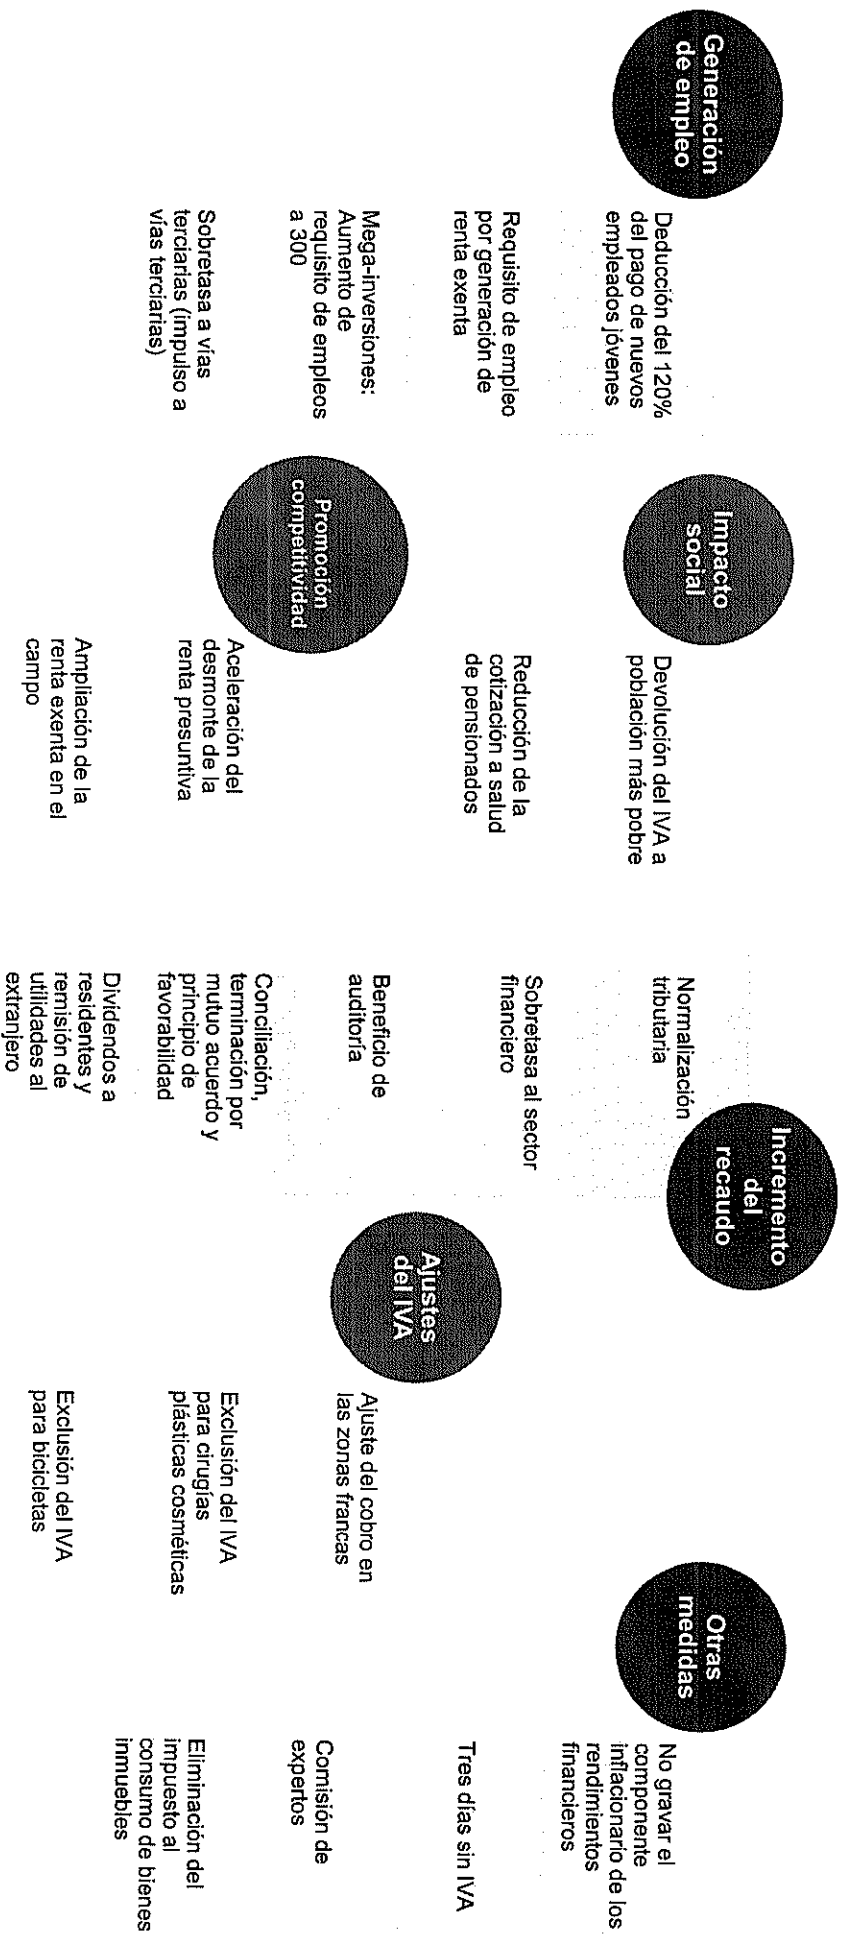 Generación
de empleo
Deducción del 120%
del pago de nuevos
empleados jóvenes
Requisito de empleo
por generación de
renta exenta
Mega-inversiones:
Aumento de
requisito de empleos
a 300
Sobretasa a vías
terciarias (impulso a
vías terciarias)
Impacto
social
Devolución del IVA a
población más pobre
Reducción de la
cotización a salud
de pensionados
Promoción
competitividad
Aceleración del
desmonte de la
renta presuntiva
Ampliación de la
renta exenta en el
campo
Incremento
del
recaudo
Normalización
tributaria
Sobretasa al sector
financiero
Beneficio de
auditoría
Conciliación,
terminación por
mutuo acuerdo y
principio de
favorabilidad
Dividendos a
residentes y
remisión de
utilidades al
extranjero
Ajustes
del IVA
Ajuste del cobro en
las zonas francas
Exclusión del IVA
para cirugías
plásticas cosméticas
Exclusión del IVA
para bicicletas
Otras
medidas
No gravar el
componente
inflacionario de los
rendimientos
financieros
Tres días sin IVA
Comisión de
expertos
Eliminación del
impuesto al
consumo de bienes
inmuebles